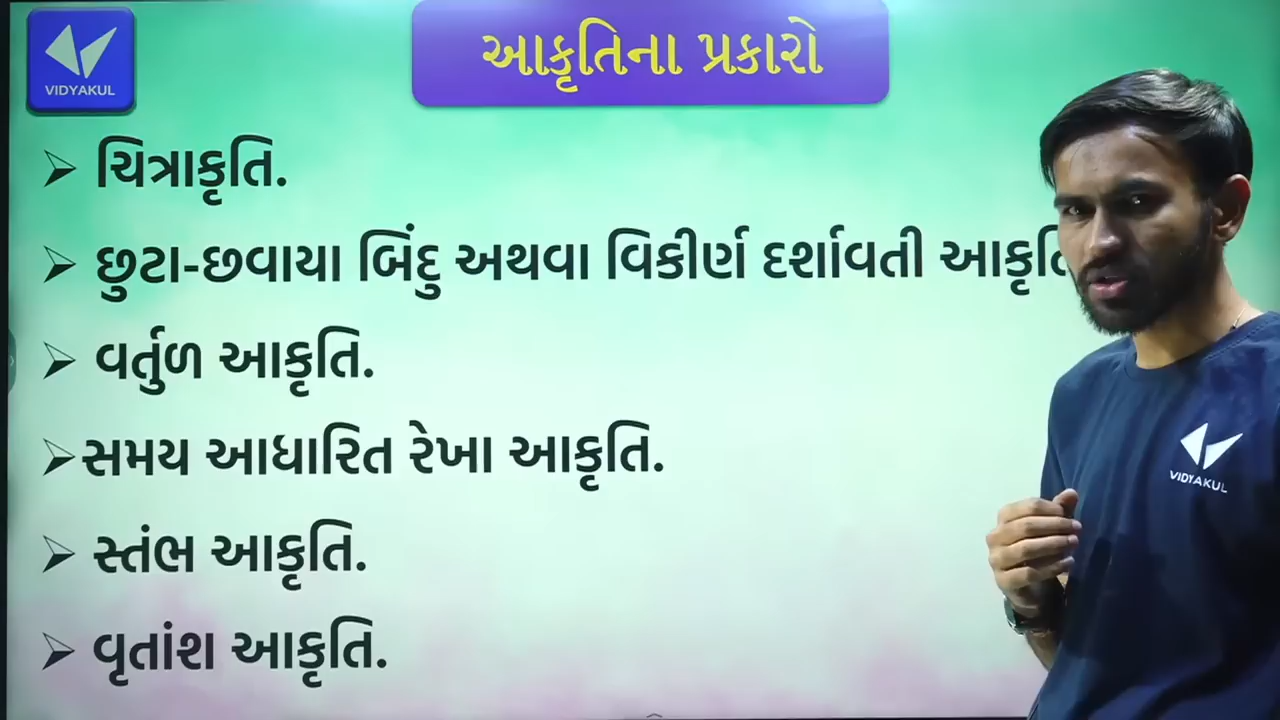 VIDYAKUL
આકૃતિના પ્રકારો
➢ ચિત્રાકૃતિ.
➢ છુટા-છવાયા બિંદુ અથવા વિકીર્ણ દર્શાવતી
➢ વર્તુળ આકૃતિ.
➢સમય આધારિત રેખા આકૃતિ.
➢ સ્તંભ આકૃતિ.
➢ વૃતાંશ આકૃતિ.
VIDYAKUL